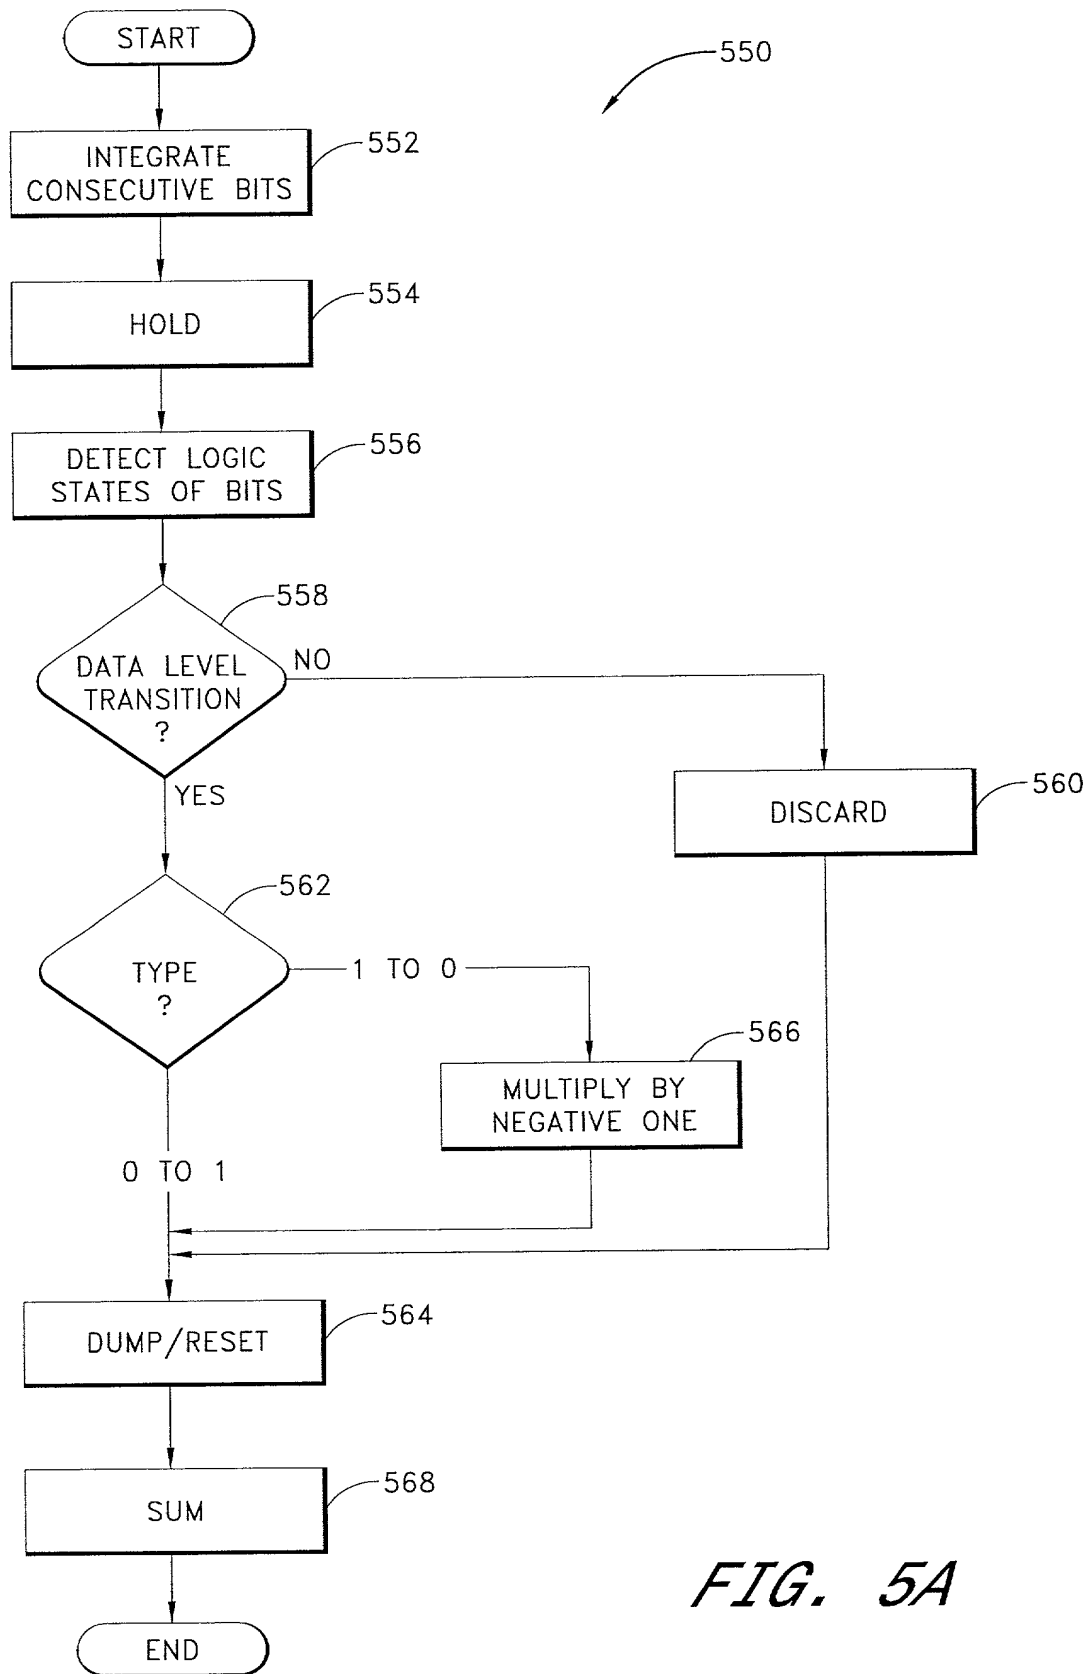 START
550
INTEGRATE
CONSECUTIVE BITS
552
HOLD
554
DETECT LOGIC
STATES OF BITS
556
558
DATA LEVEL
TRANSITION
?
NO
YES
DISCARD
560
562
TYPE
?
1 TO 0
566
MULTIPLY BY
NEGATIVE ONE
0 TO 1
DUMP/RESET
564
SUM
568
END
FIG. 5A